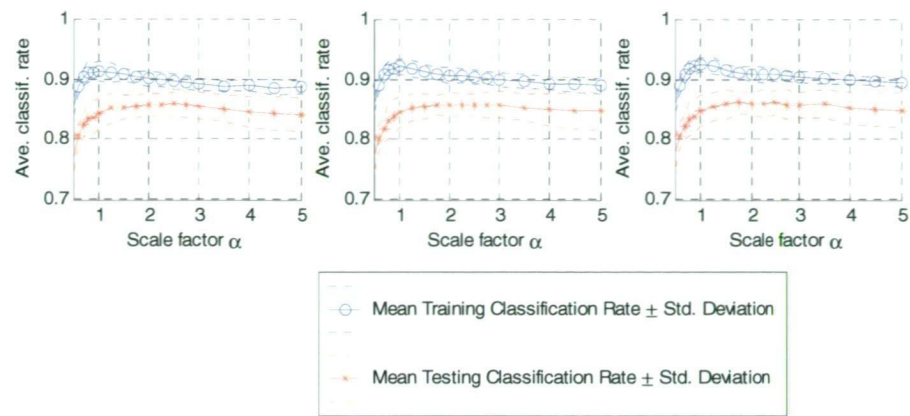 1
0.9
0.8
0.7
Ave. classif. rate
1 2 3 4 5
Scale factor α
1
0.9
0.8
0.7
Ave. classif. rate
1 2 3 4 5
Scale factor α
1
0.9
0.8
0.7
Ave. classif. rate
1 2 3 4 5
Scale factor α
Mean Training Classification Rate ± Std. Deviation
Mean Testing Classification Rate ± Std. Deviation